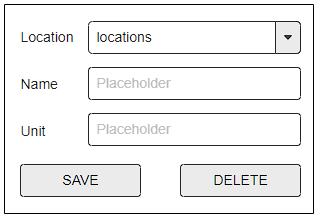 Location locations
Name Placeholder
Unit Placeholder
SAVE DELETE